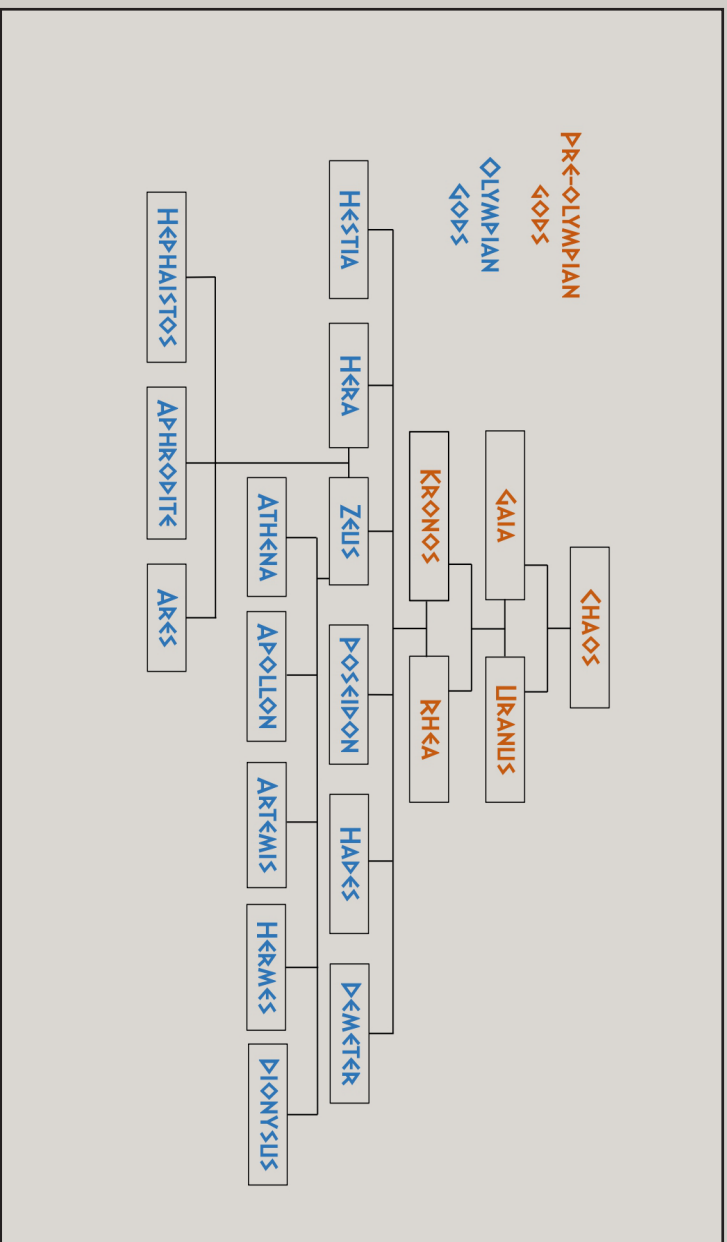 PRE-OLYMPIAN
GODS
OLYMPIAN
GODS
CHAOS
GAIA
URANUS
KRONOS
RHEA
HESTIA
HERA
ZEUS
POSEIDON
HADES
DEMETER
ATHENA
APOLLON
ARTEMIS
HERMES
DIONYSUS
HEPHAISTOS
APHRODITE
ARES